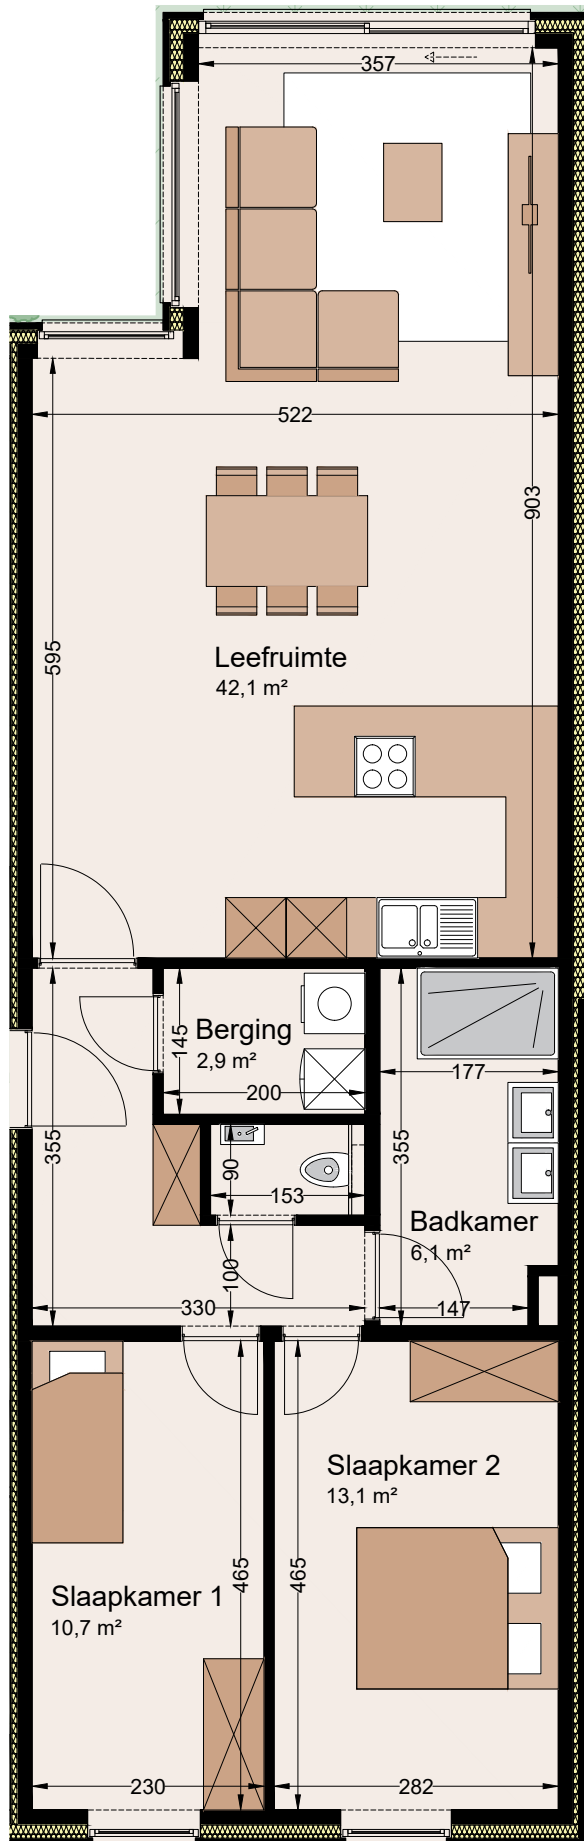 357
522
903
595
Leefruimte
42,1 m²
Berging
2,9 m²
145
200
177
355
355
90
153
Badkamer
6,1 m²
100
330
147
Slaapkamer 2
13,1 m²
465
465
Slaapkamer 1
10,7 m²
230
282